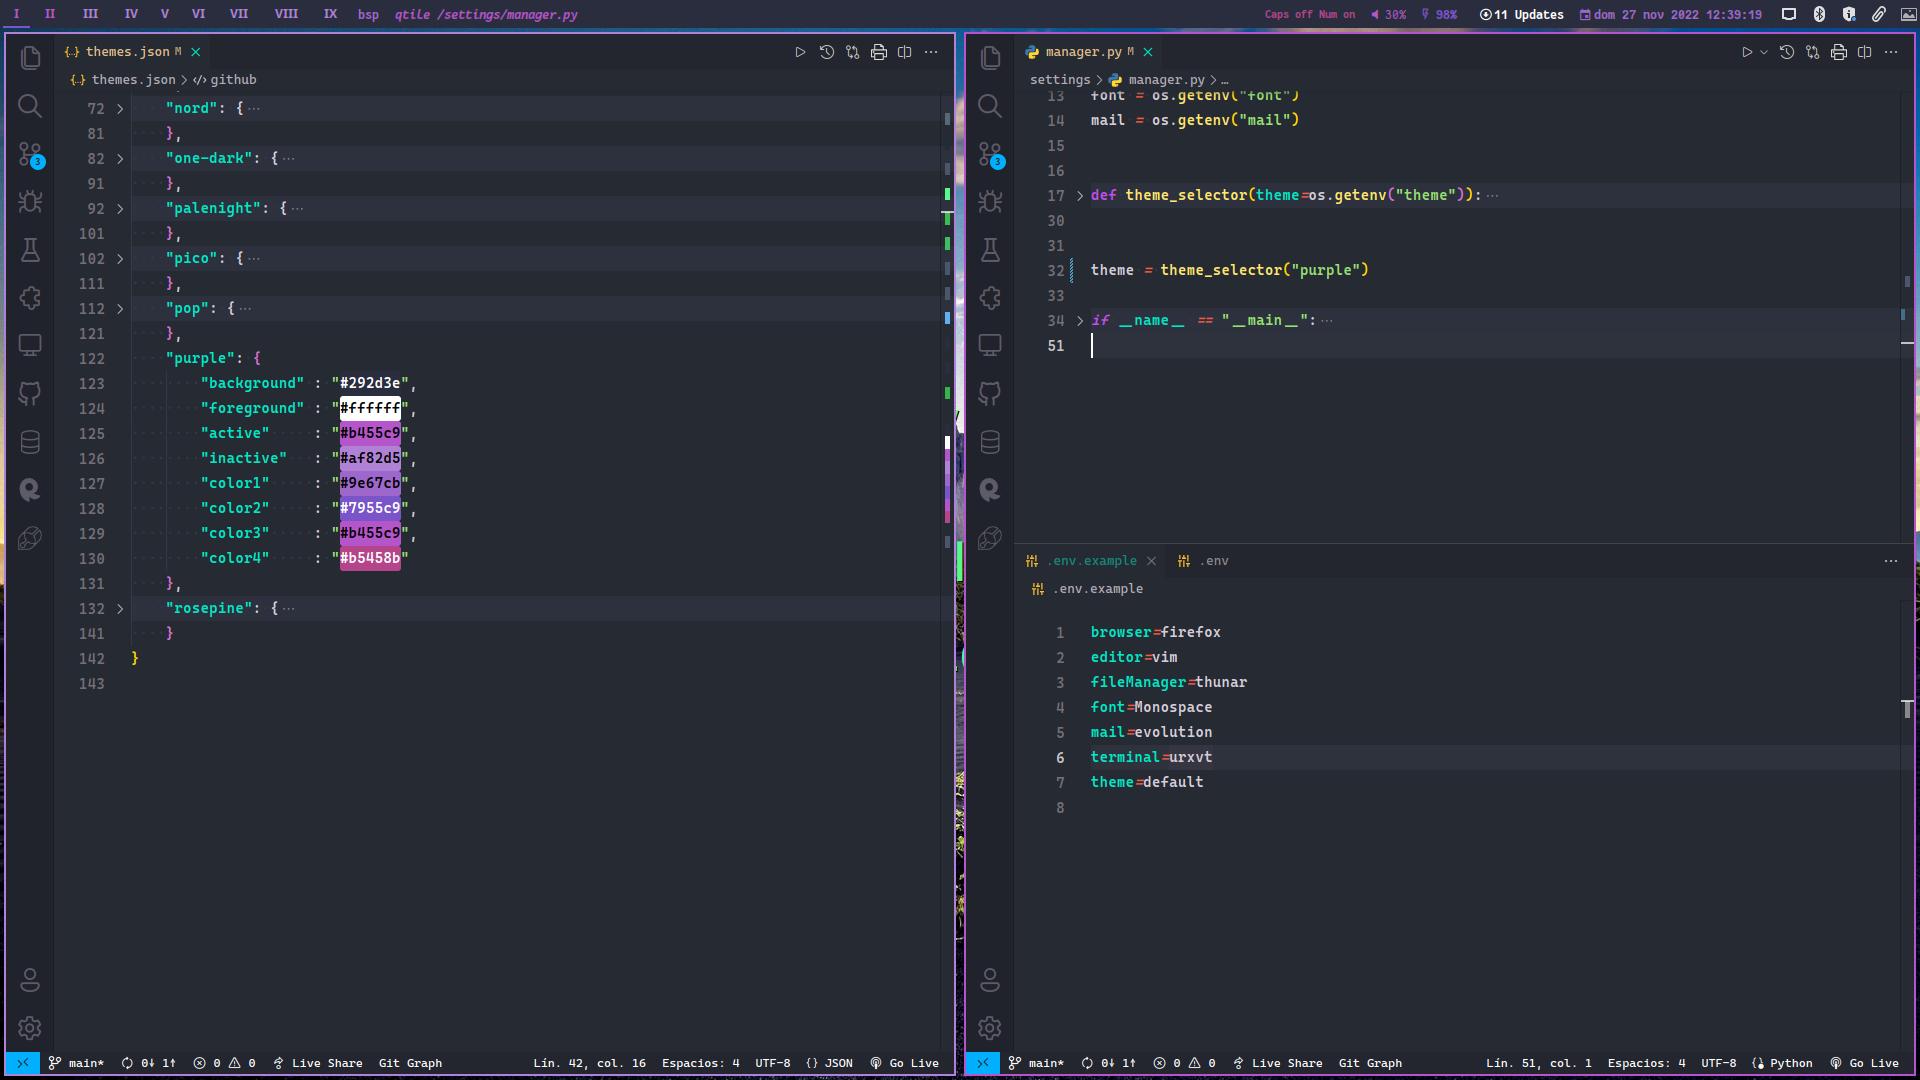 I II III IV V VI VII VIII IX bsp qtile /settings/manager.py Caps off Num on 30% 98% 11 Updates dom 27 nov 2022 12:39:19
{..} themes.json M
{..} themes.json > github
72 "nord": { ···
81 },
82 "one-dark": { ···
91 },
92 "palenight": { ···
101 },
102 "pico": { ···
111 },
112 "pop": { ···
121 },
122 "purple": {
123 "background" : "#292d3e",
124 "foreground" : "#ffffff",
125 "active" : "#b455c9",
126 "inactive" : "#af82d5",
127 "color1" : "#9e67cb",
128 "color2" : "#7955c9",
129 "color3" : "#b455c9",
130 "color4" : "#b5458b"
131 },
132 "rosepine": { ···
141 }
142 }
143
3
main* 0↓ 1↑ 0 0 Live Share Git Graph Lín. 42, col. 16 Espacios: 4 UTF-8 {} JSON Go Live
manager.py M
settings > manager.py > ...
13 font = os.getenv("font")
14 mail = os.getenv("mail")
15
16
17 def theme_selector(theme=os.getenv("theme")): ···
30
31
32 theme = theme_selector("purple")
33
34 if __name__ == "__main__": ···
51
3
.env.example .env
.env.example
1 browser=firefox
2 editor=vim
3 fileManager=thunar
4 font=Monospace
5 mail=evolution
6 terminal=urxvt
7 theme=default
8
main* 0↓ 1↑ 0 0 Live Share Git Graph Lín. 51, col. 1 Espacios: 4 UTF-8 Python Go Live